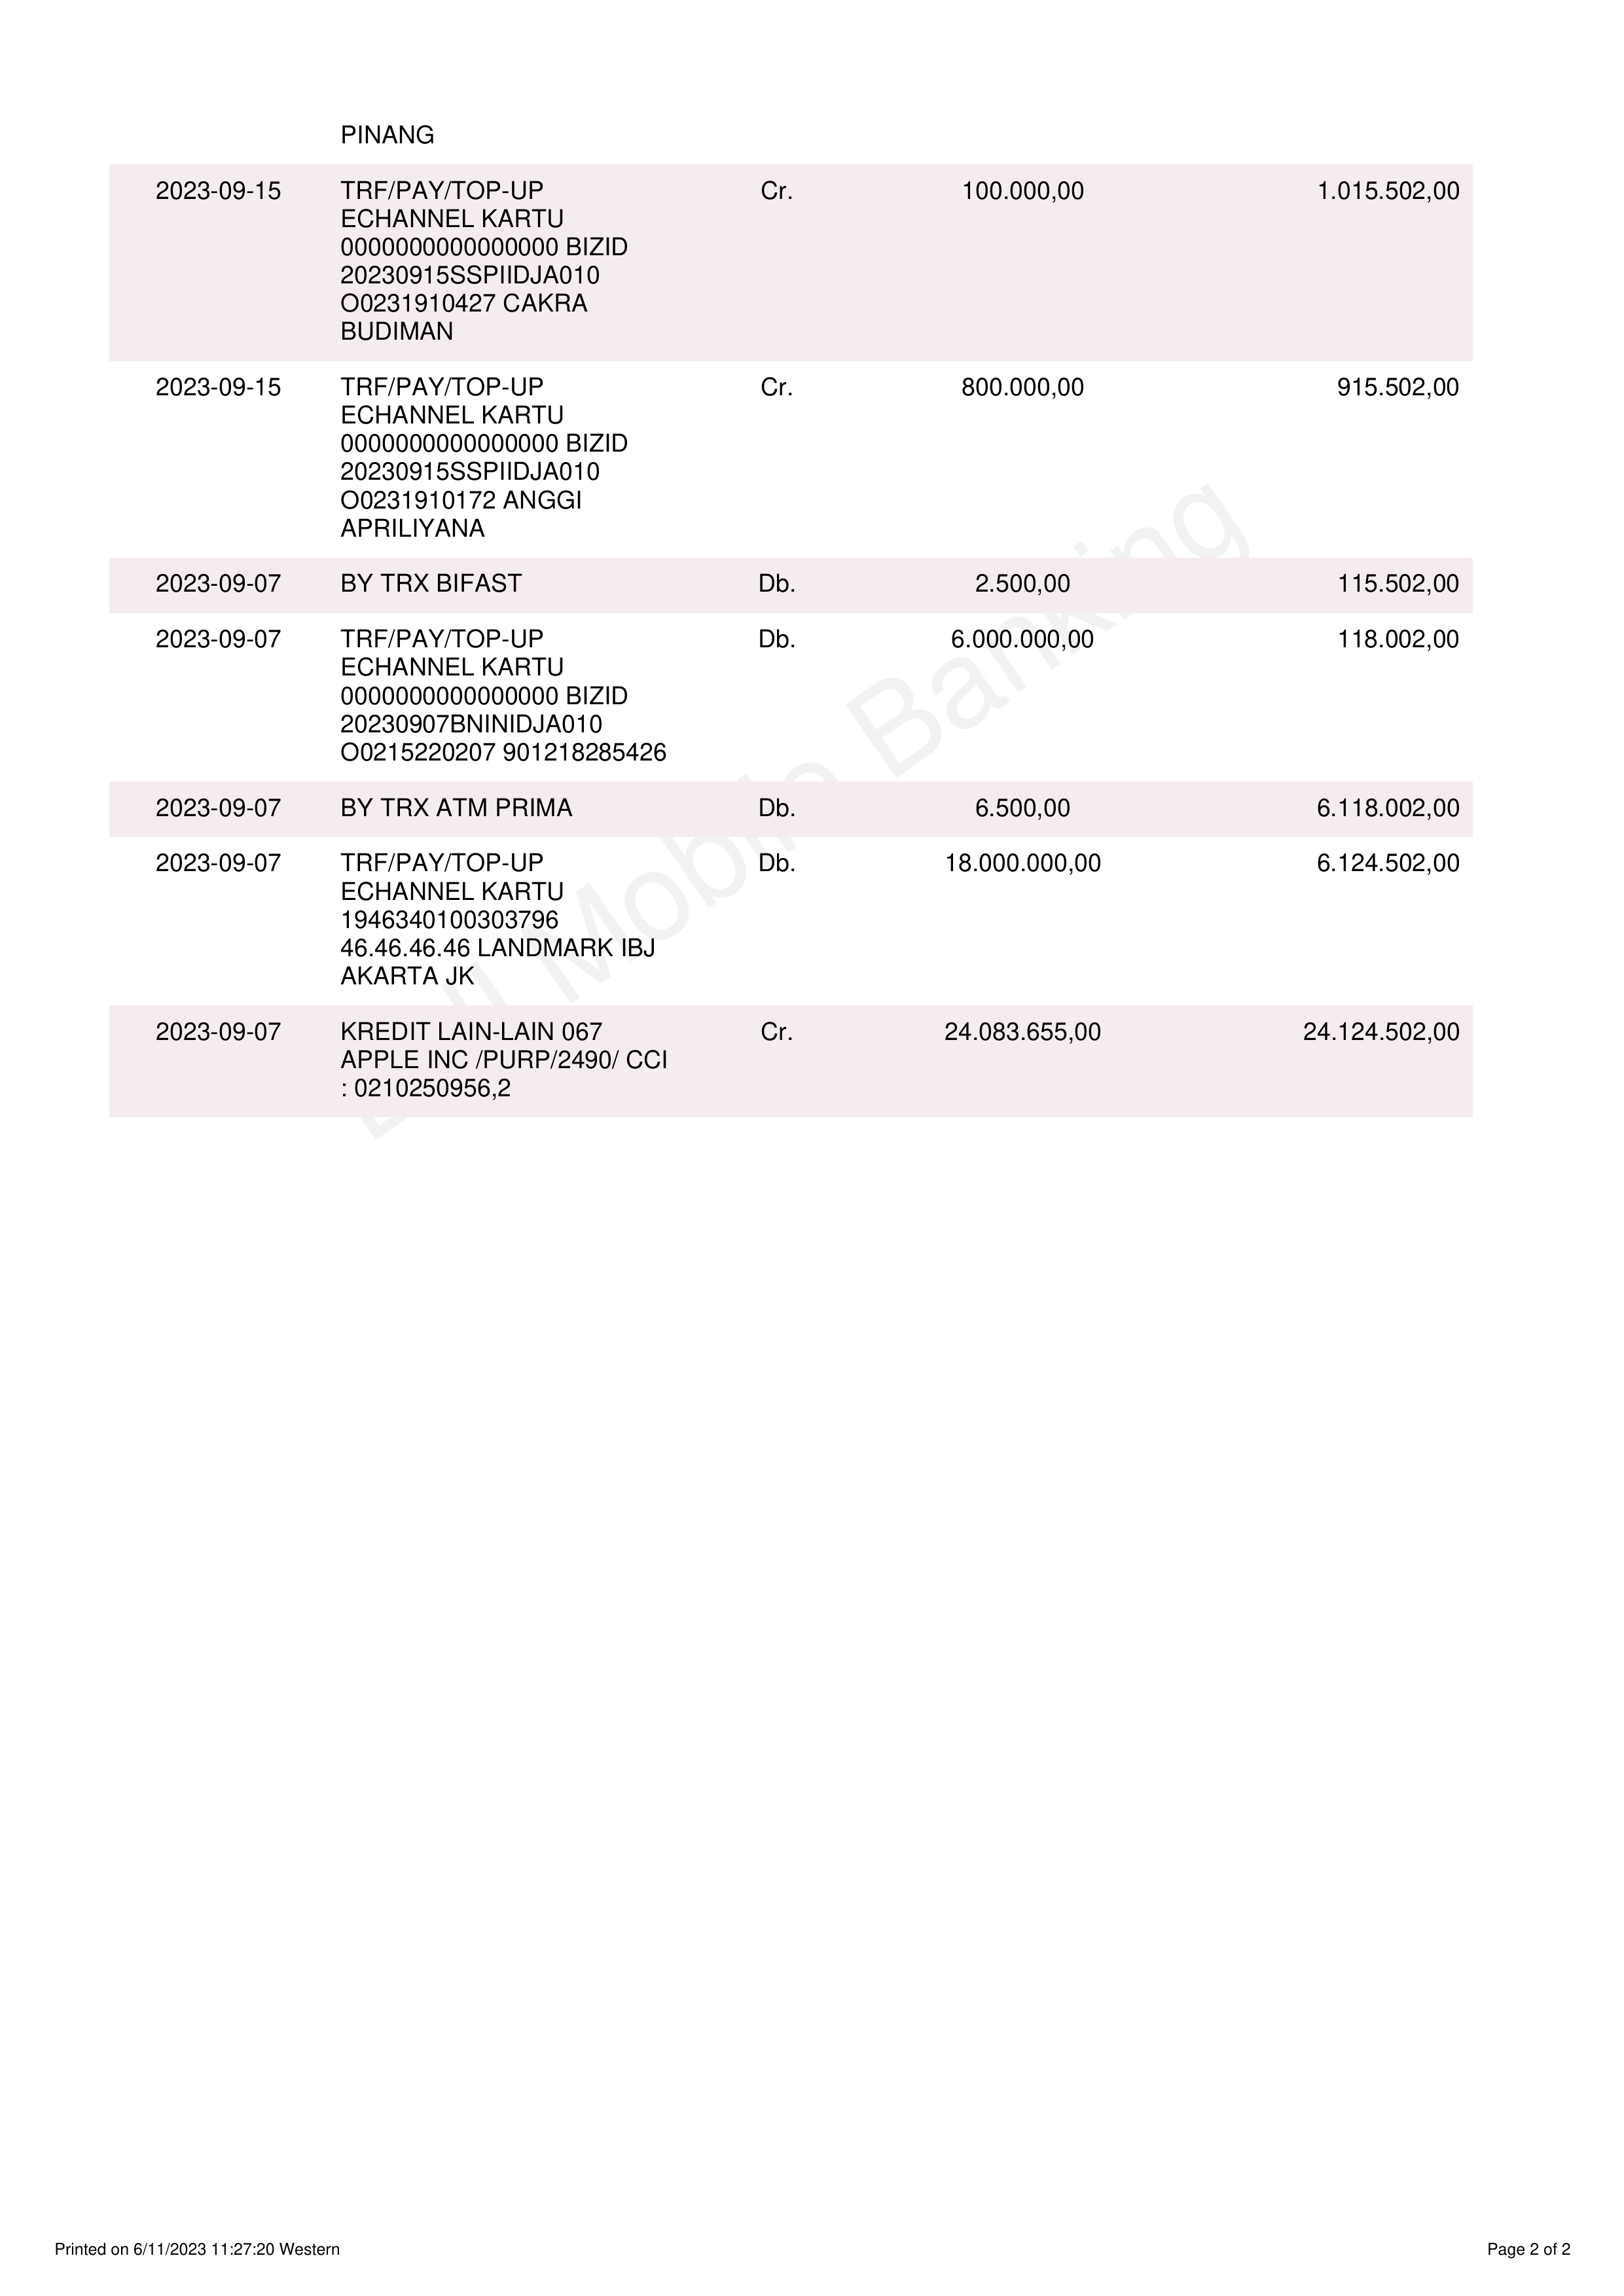 PINANG
2023-09-15 TRF/PAY/TOP-UP Cr. 100.000,00 1.015.502,00
ECHANNEL KARTU
0000000000000000 BIZID
20230915SSPIIDJA010
O0231910427 CAKRA
BUDIMAN
2023-09-15 TRF/PAY/TOP-UP Cr. 800.000,00 915.502,00
ECHANNEL KARTU
0000000000000000 BIZID
20230915SSPIIDJA010
O0231910172 ANGGI
APRILIYANA
2023-09-07 BY TRX BIFAST Db. 2.500,00 115.502,00
2023-09-07 TRF/PAY/TOP-UP Db. 6.000.000,00 118.002,00
ECHANNEL KARTU
0000000000000000 BIZID
20230907BNINIDJA010
O0215220207 901218285426
2023-09-07 BY TRX ATM PRIMA Db. 6.500,00 6.118.002,00
2023-09-07 TRF/PAY/TOP-UP Db. 18.000.000,00 6.124.502,00
ECHANNEL KARTU
1946340100303796
46.46.46.46 LANDMARK IBJ
AKARTA JK
2023-09-07 KREDIT LAIN-LAIN 067 Cr. 24.083.655,00 24.124.502,00
APPLE INC /PURP/2490/ CCI
: 0210250956,2
Mobile Banking
Printed on 6/11/2023 11:27:20 Western Page 2 of 2